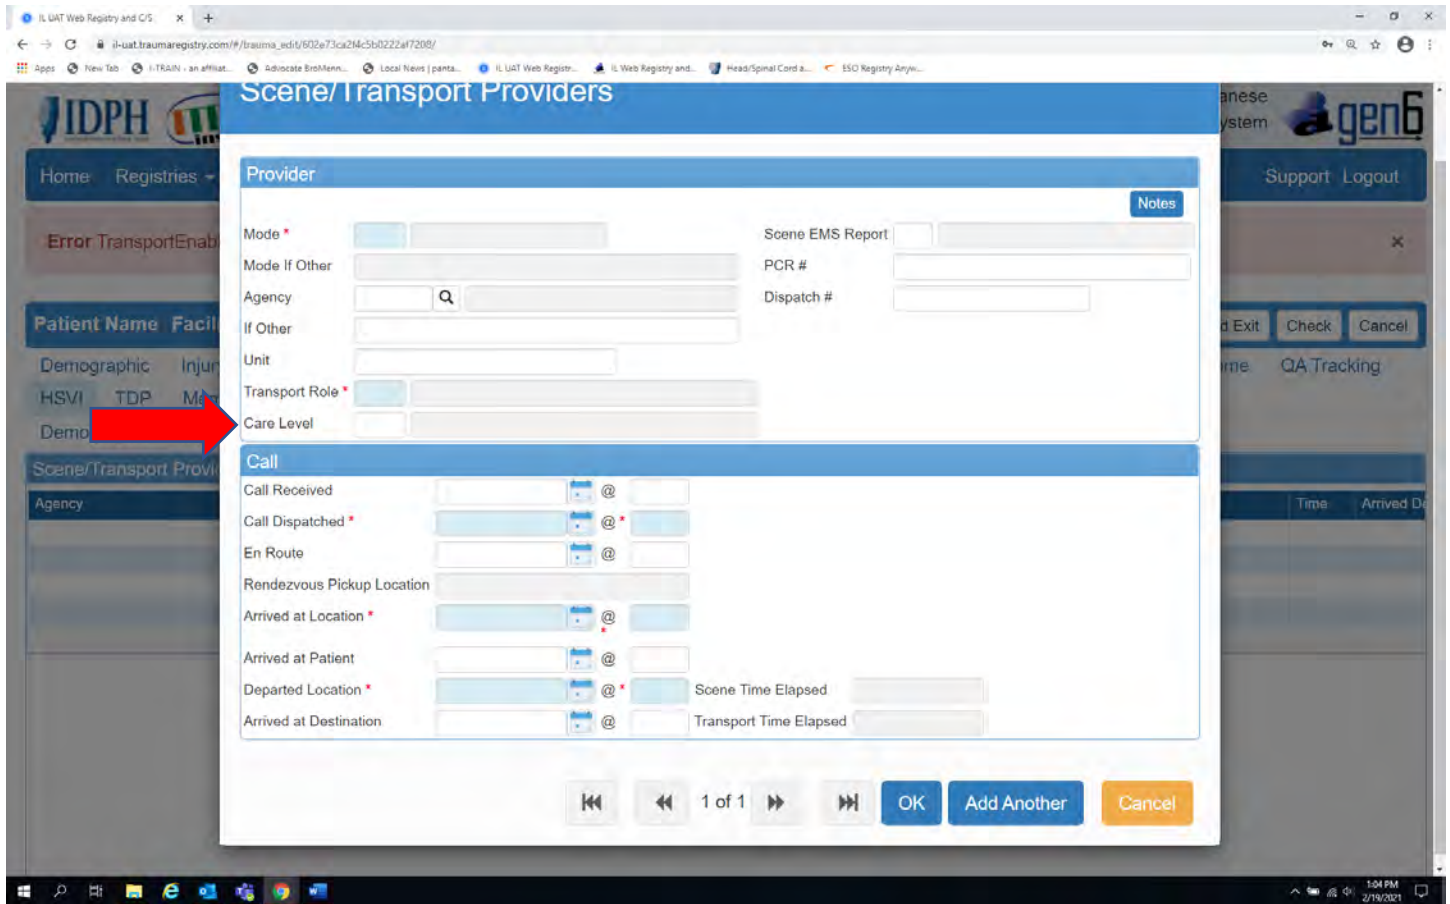 IL UAT Web Registry and C/S
il-uat.traumaregistry.com/#/trauma_edit/602e73ca2f4c5b0222af7208/
Apps New Tab I-TRAIN - an affiliat... Advocate BroMenn... Local News | panta... IL UAT Web Registr... IL Web Registry and... Head/Spinal Cord a... ESO Registry Anyw...
Scene/Transport Providers
IDPH
anese
ystem
gen6
Home Registries
Support Logout
Provider
Notes
Error TransportEnab
Mode *
Scene EMS Report
Mode If Other
PCR #
Agency
Dispatch #
If Other
Unit
Transport Role *
Care Level
Patient Name Facil
d Exit Check Cancel
Demographic Injur
me QA Tracking
HSVI TDP Mem
Demo
Scene/Transport Provi
Agency
Time Arrived De
Call
Call Received @
Call Dispatched * @ *
En Route @
Rendezvous Pickup Location
Arrived at Location * @ *
Arrived at Patient @
Departed Location * @ * Scene Time Elapsed
Arrived at Destination @ Transport Time Elapsed
1 of 1 OK Add Another Cancel
1:04 PM
2/19/2021